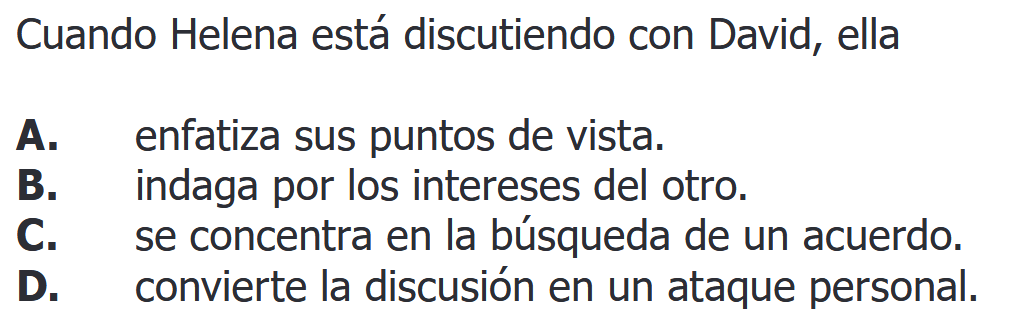 Cuando Helena está discutiendo con David, ella
A. enfatiza sus puntos de vista.
B. indaga por los intereses del otro.
C. se concentra en la búsqueda de un acuerdo.
D. convierte la discusión en un ataque personal.